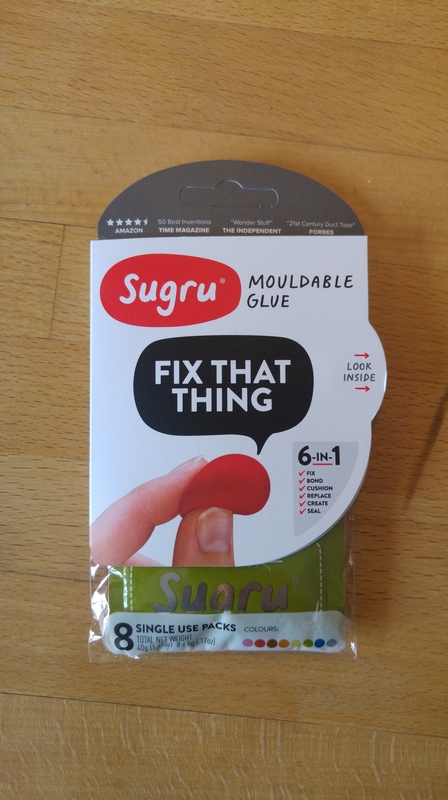 50 Best Inventions
"Wonder Stuff"
"21st Century Duct Tape"
AMAZON
TIME MAGAZINE
THE INDEPENDENT
FORBES
Sugru®
MOULDABLE
GLUE
FIX THAT
THING
LOOK
INSIDE
6-IN-1
FIX
BOND
CUSHION
REPLACE
CREATE
SEAL
Sugru
8 SINGLE USE PACKS
COLOURS:
TOTAL NET WEIGHT
40g